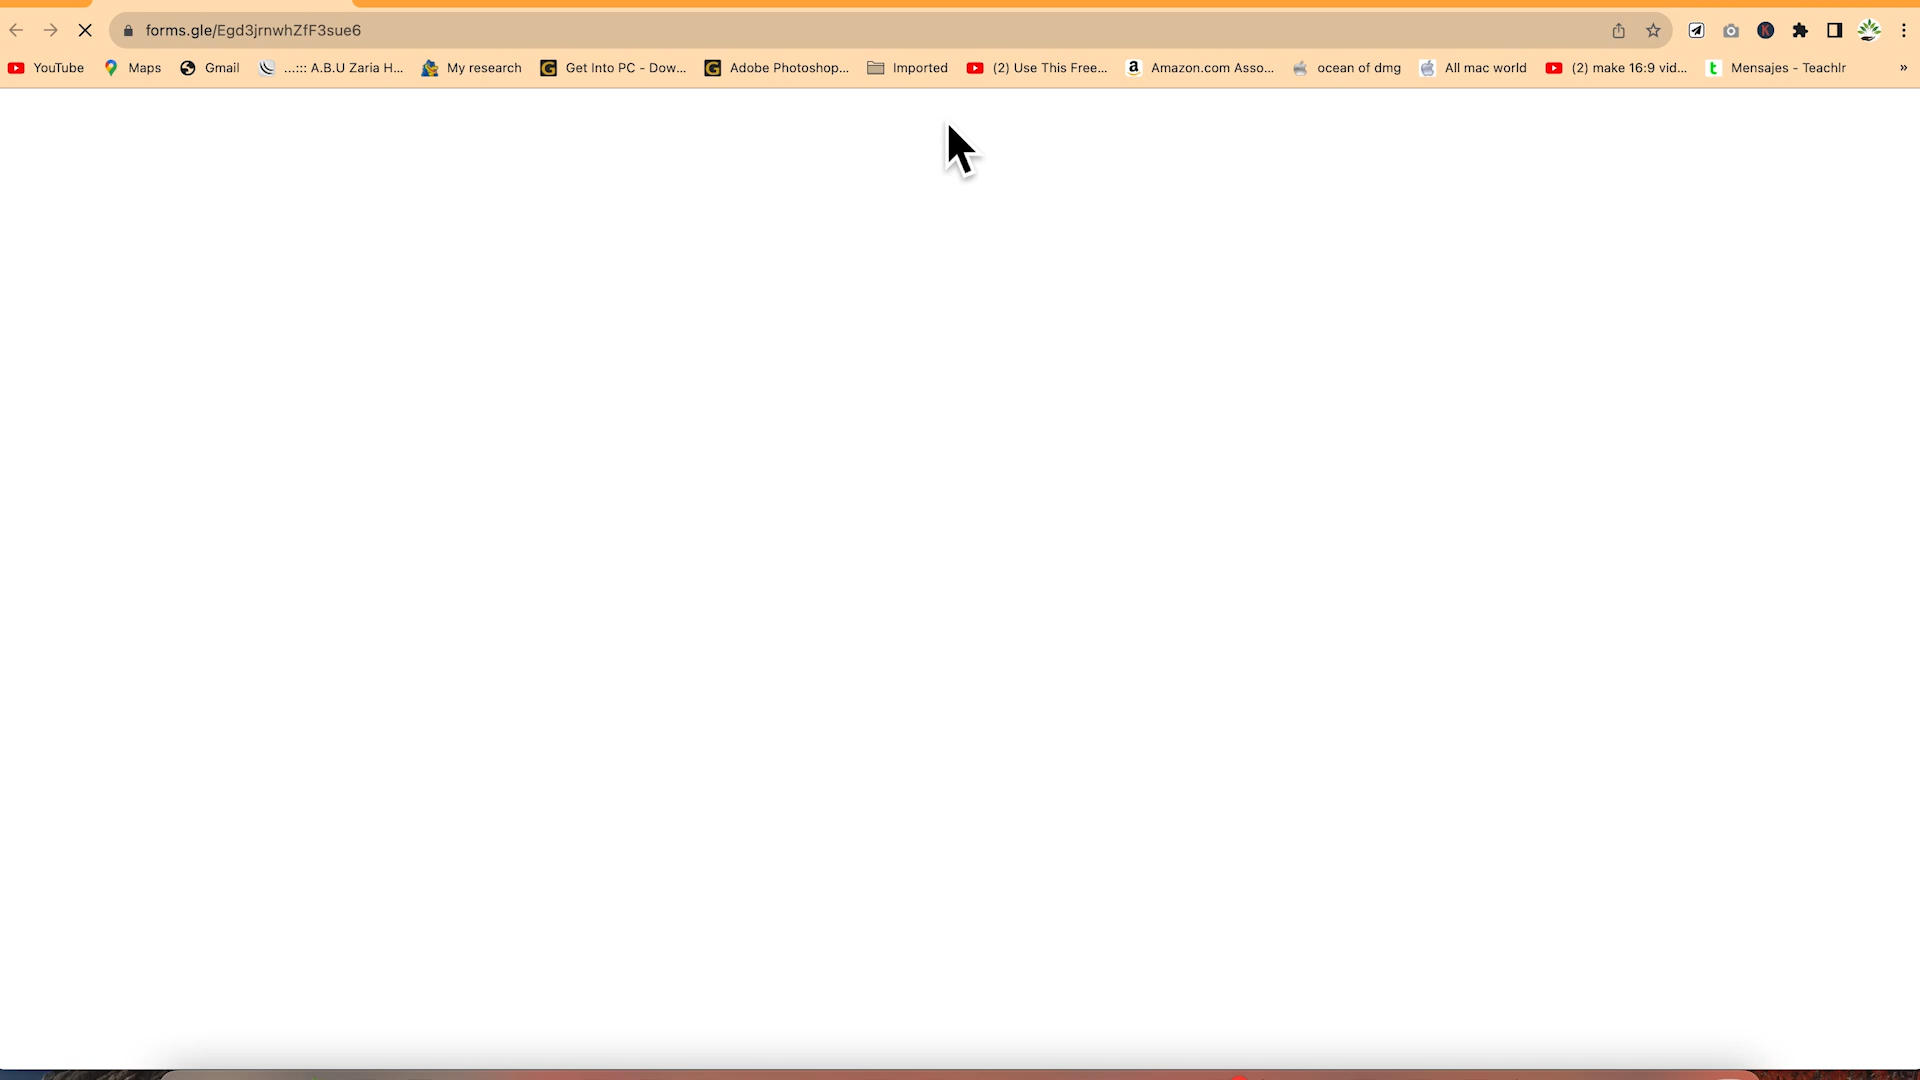 forms.gle/Egd3jrnwhZfF3sue6
YouTube Maps Gmail ...::: A.B.U Zaria H... My research Get Into PC - Dow... Adobe Photoshop... Imported (2) Use This Free... Amazon.com Asso... ocean of dmg All mac world (2) make 16:9 vid... Mensajes - Teachlr »